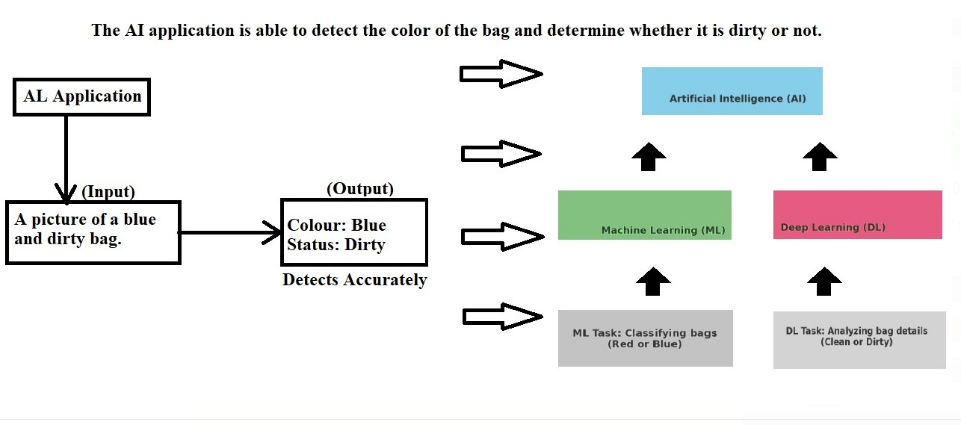 The AI application is able to detect the color of the bag and determine whether it is dirty or not.
AL Application
(Input)
A picture of a blue
and dirty bag.
(Output)
Colour: Blue
Status: Dirty
Detects Accurately
Artificial Intelligence (AI)
Machine Learning (ML)
Deep Learning (DL)
ML Task: Classifying bags
(Red or Blue)
DL Task: Analyzing bag details
(Clean or Dirty)